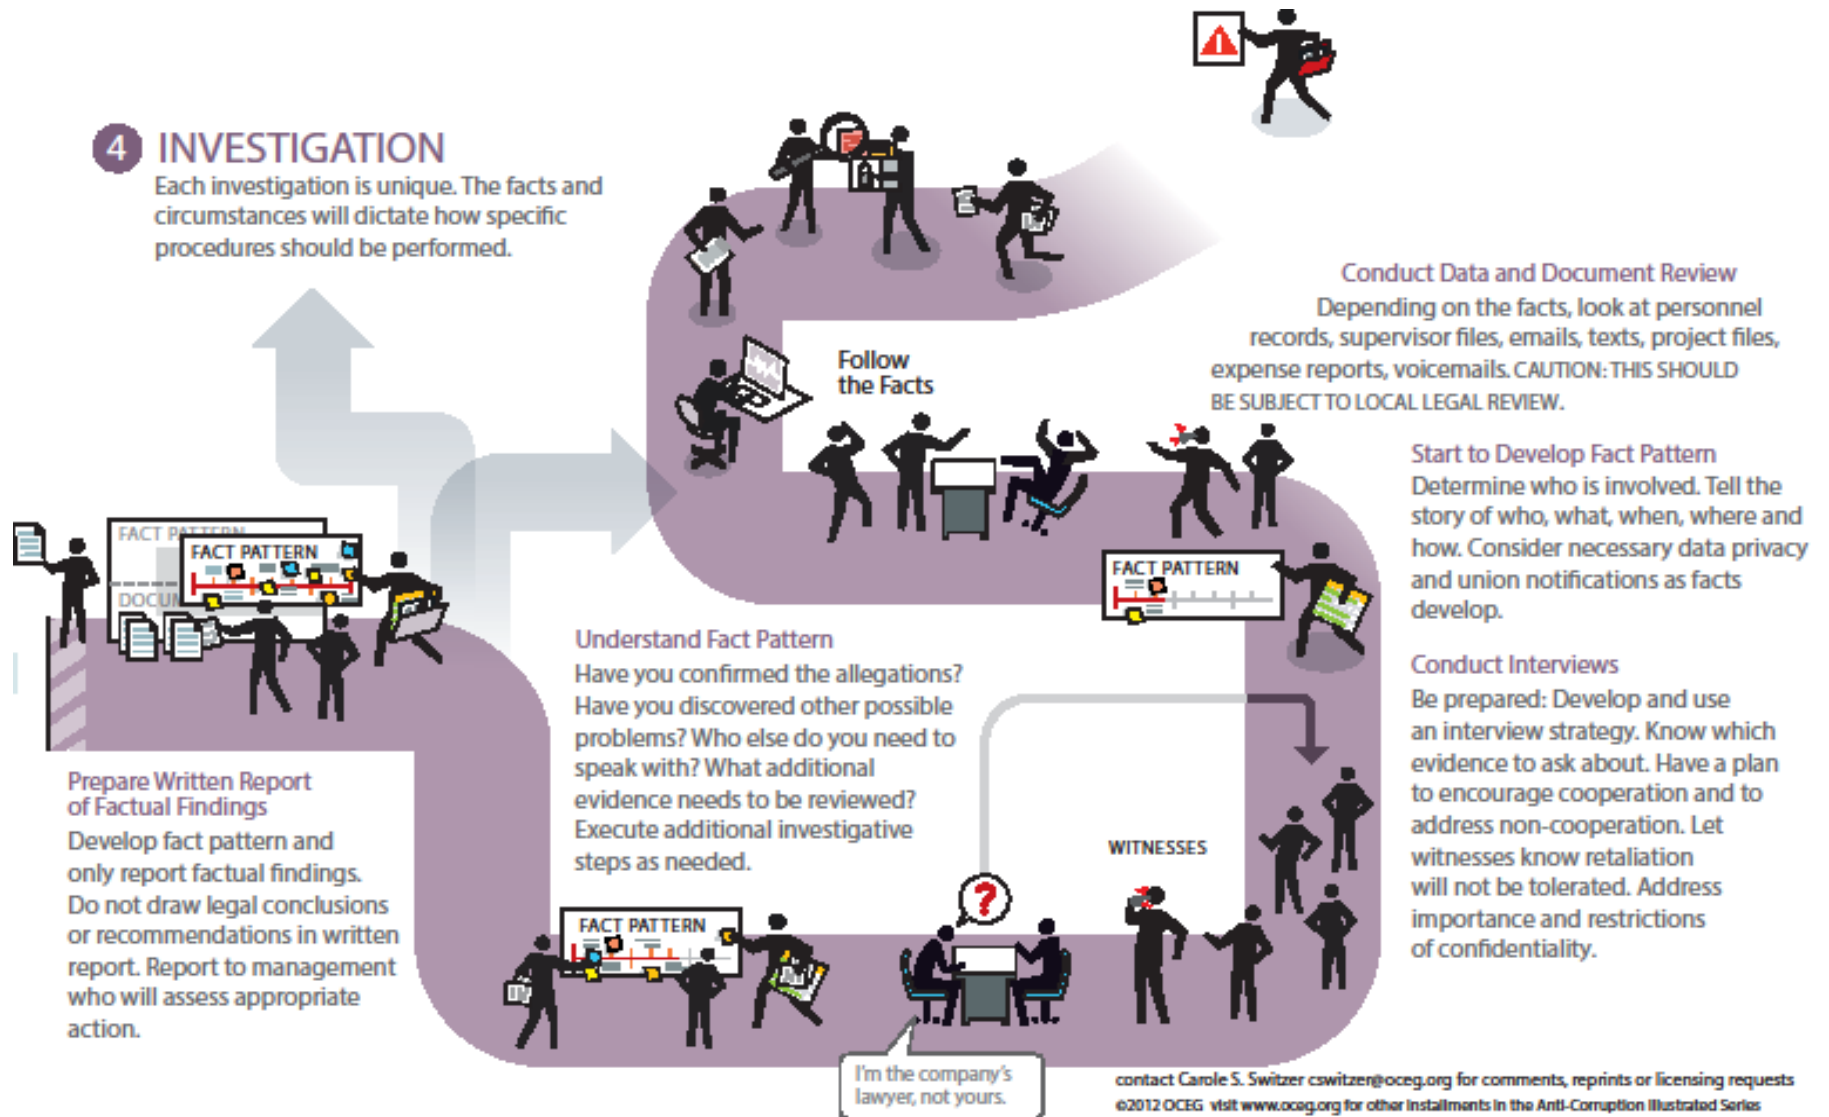 4 INVESTIGATION
Each investigation is unique. The facts and
circumstances will dictate how specific
procedures should be performed.
Conduct Data and Document Review
Depending on the facts, look at personnel
records, supervisor files, emails, texts, project files,
expense reports, voicemails. CAUTION: THIS SHOULD
BE SUBJECT TO LOCAL LEGAL REVIEW.
Follow
the Facts
Start to Develop Fact Pattern
Determine who is involved. Tell the
story of who, what, when, where and
how. Consider necessary data privacy
and union notifications as facts
develop.
FACT PATTERN
Conduct Interviews
Be prepared: Develop and use
an interview strategy. Know which
evidence to ask about. Have a plan
to encourage cooperation and to
address non-cooperation. Let
witnesses know retaliation
will not be tolerated. Address
importance and restrictions
of confidentiality.
WITNESSES
?
I'm the company's
lawyer, not yours.
Understand Fact Pattern
Have you confirmed the allegations?
Have you discovered other possible
problems? Who else do you need to
speak with? What additional
evidence needs to be reviewed?
Execute additional investigative
steps as needed.
FACT PATTERN
FACT PATTERN
FACT PATTERN
DOCUM
Prepare Written Report
of Factual Findings
Develop fact pattern and
only report factual findings.
Do not draw legal conclusions
or recommendations in written
report. Report to management
who will assess appropriate
action.
contact Carole S. Switzer cswitzer@oceg.org for comments, reprints or licensing requests
©2012 OCEG visit www.oceg.org for other installments in the Anti-Corruption Illustrated Series